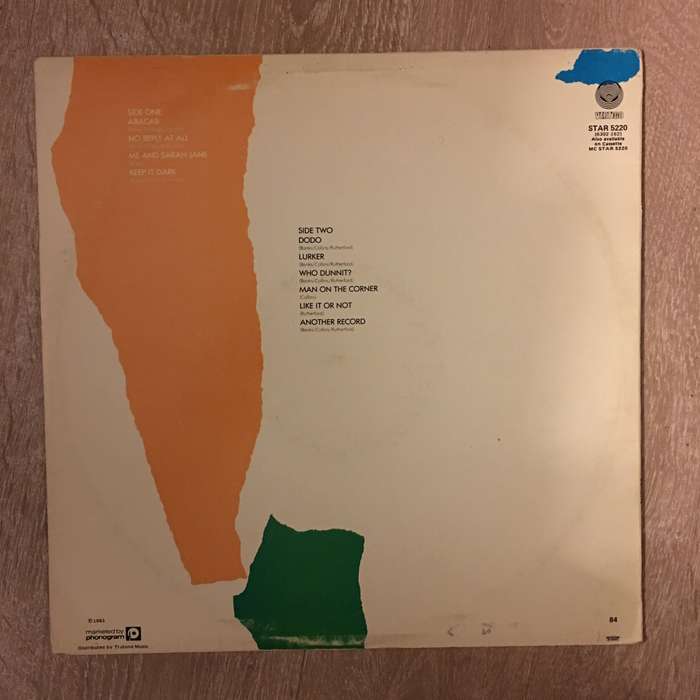 SIDE ONE
ABACAB
NO REPLY AT ALL
ME AND SARAH JANE
KEEP IT DARK
SIDE TWO
DODO
(Banks/Collins/Rutherford)
LURKER
(Banks/Collins/Rutherford)
WHO DUNNIT?
(Banks/Collins/Rutherford)
MAN ON THE CORNER
(Collins)
LIKE IT OR NOT
(Rutherford)
ANOTHER RECORD
(Banks/Collins/Rutherford)
VERTIGO
STAR 5220
(6302 162)
Also available
on Cassette
MC STAR 5220
℗ 1981
marketed by
phonogram
Distributed by Trutone Music
84